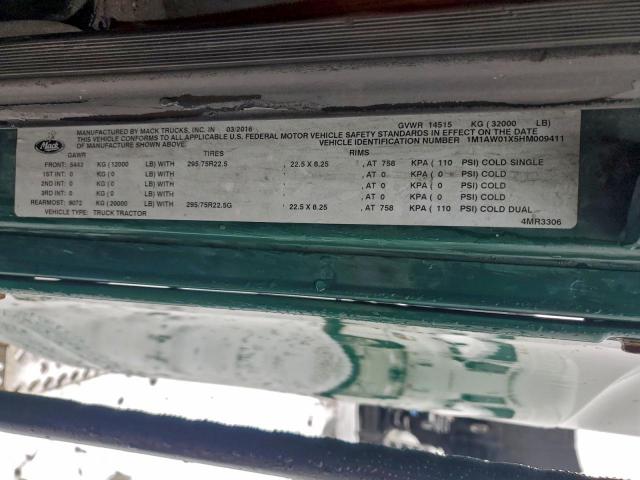 MANUFACTURED BY MACK TRUCKS, INC. IN 03/2016 GVWR 14515 KG (32000 LB)
THIS VEHICLE CONFORMS TO ALL APPLICABLE U.S. FEDERAL MOTOR VEHICLE SAFETY STANDARDS IN EFFECT ON THE DATE
OF MANUFACTURE SHOWN ABOVE. VEHICLE IDENTIFICATION NUMBER 1M1AW01X5HM009411
Mack
GAWR TIRES RIMS
FRONT: 5443 KG (12000 LB) WITH 295/75R22.5 , 22.5 X 8.25 , AT 758 KPA ( 110 PSI) COLD SINGLE
1ST INT: 0 KG ( 0 LB) WITH , , AT 0 KPA ( 0 PSI) COLD
2ND INT: 0 KG ( 0 LB) WITH , , AT 0 KPA ( 0 PSI) COLD
3RD INT: 0 KG ( 0 LB) WITH , , AT 0 KPA ( 0 PSI) COLD
REARMOST: 9072 KG (20000 LB) WITH 295/75R22.5G , 22.5 X 8.25 , AT 758 KPA ( 110 PSI) COLD DUAL
VEHICLE TYPE: TRUCK TRACTOR 4MR3306